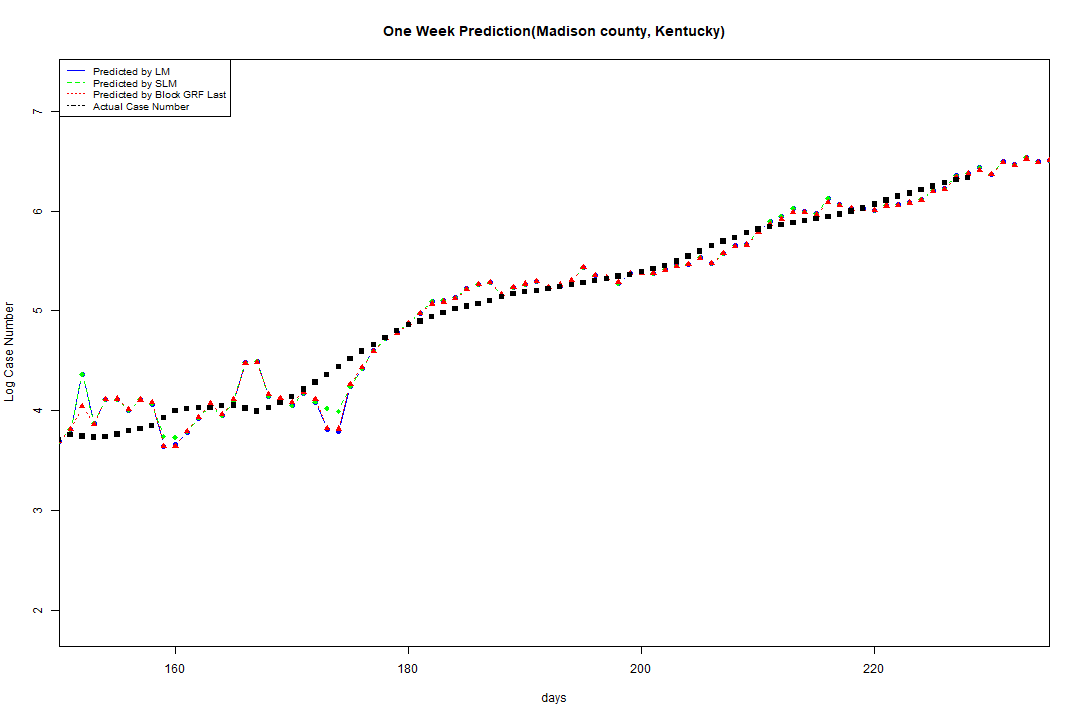 One Week Prediction(Madison county, Kentucky)
Predicted by LM
Predicted by SLM
Predicted by Block GRF Last
Actual Case Number
7
6
5
4
3
2
Log Case Number
160 180 200 220
days